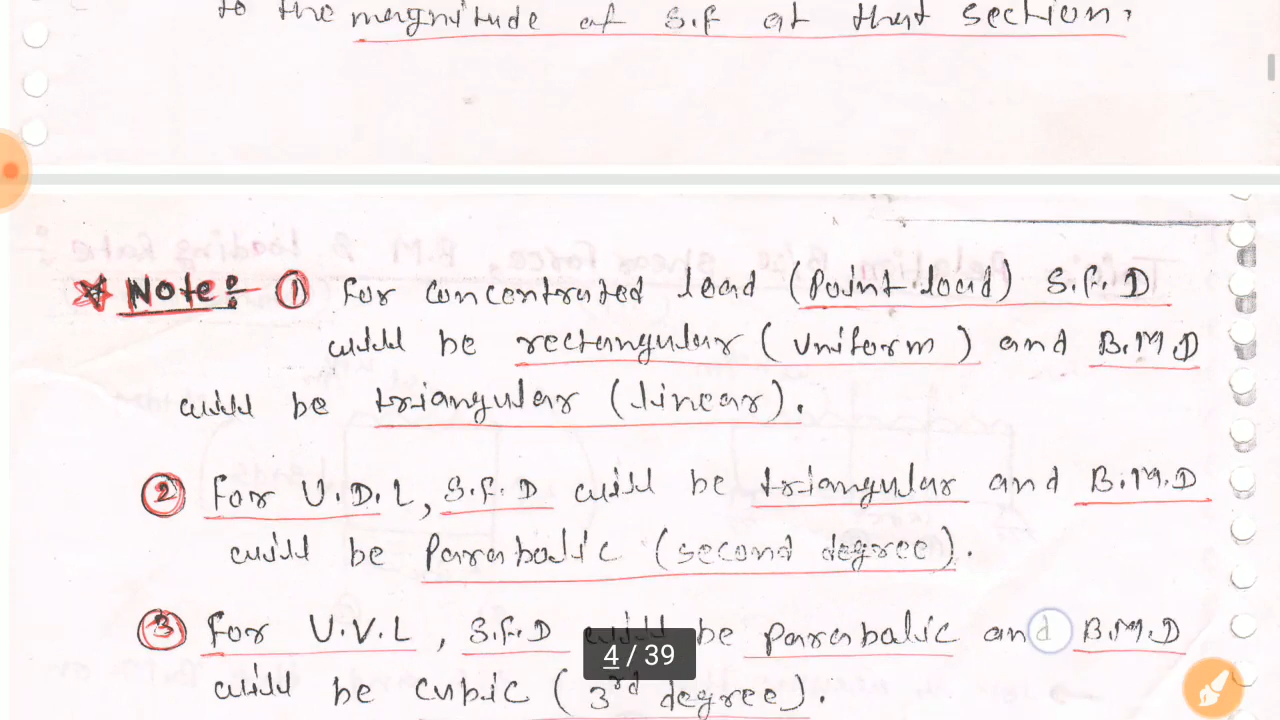 to the magnitude of S.F at that section.
Note:- ① For concentrated load (Point load) S.F.D
will be rectangular (Uniform) and B.M.D
will be triangular (linear).
② For U.D.L, S.F.D will be triangular and B.M.D
will be Parabolic (second degree).
③ For U.V.L, S.F.D will be Parabolic and B.M.D
will be cubic (3rd degree).
4 / 39